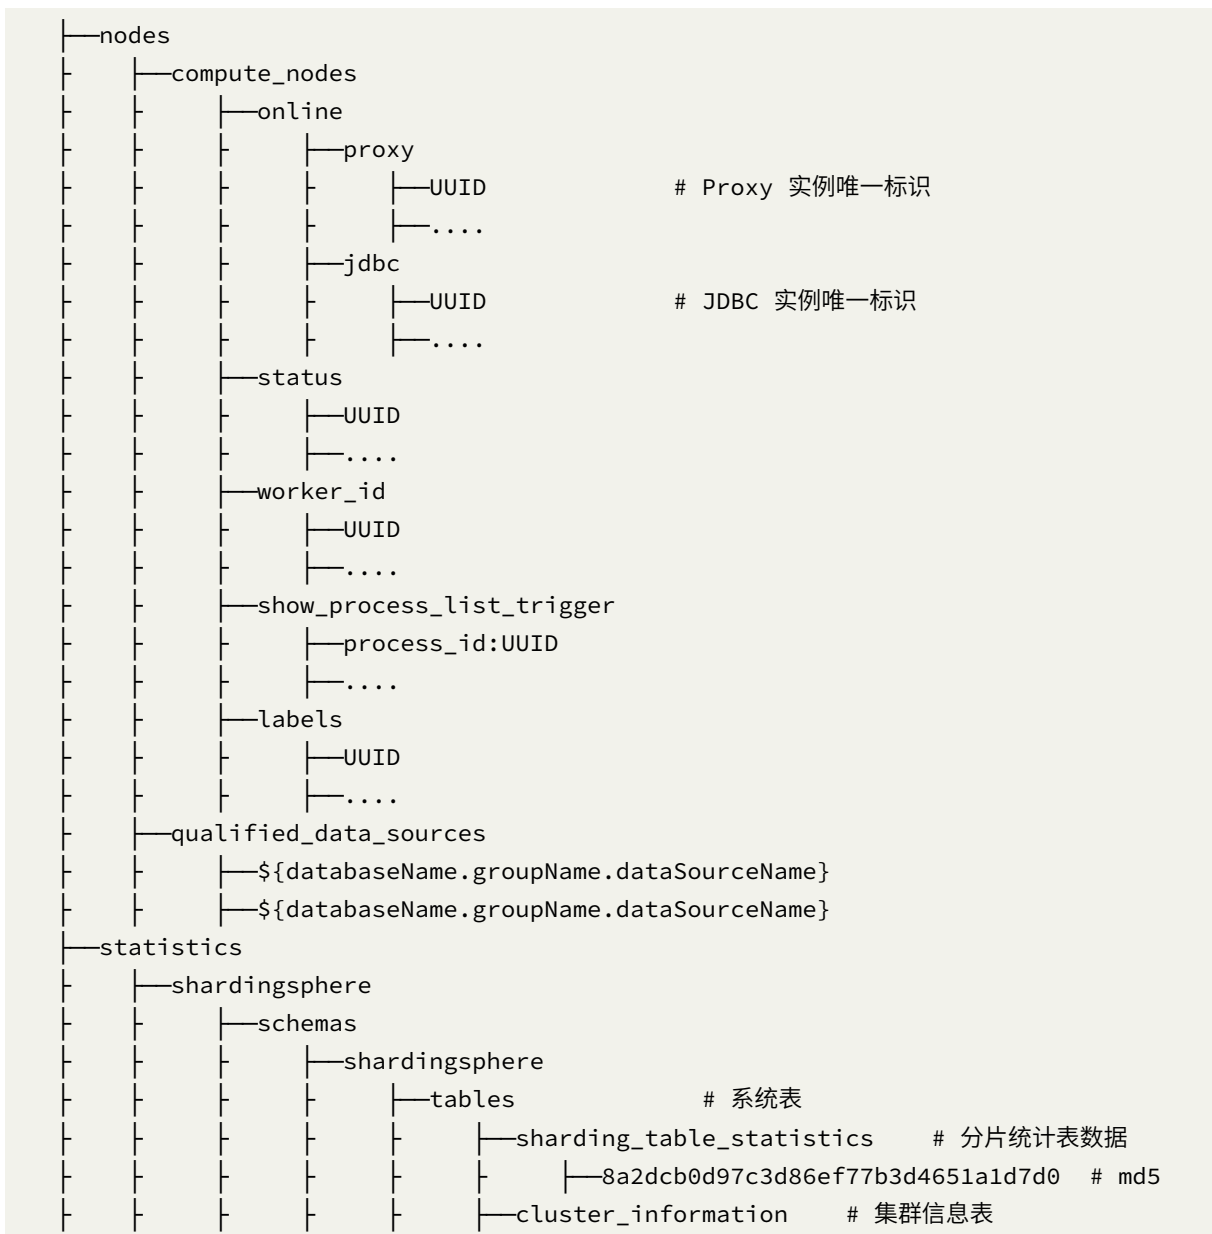 ├──nodes
├    ├──compute_nodes
├    ├     ├──online
├    ├     ├     ├──proxy
├    ├     ├     ├     ├──UUID             # Proxy 实例唯一标识
├    ├     ├     ├     ├──....
├    ├     ├     ├──jdbc
├    ├     ├     ├     ├──UUID             # JDBC 实例唯一标识
├    ├     ├     ├     ├──....
├    ├     ├──status
├    ├     ├     ├──UUID
├    ├     ├     ├──....
├    ├     ├──worker_id
├    ├     ├     ├──UUID
├    ├     ├     ├──....
├    ├     ├──show_process_list_trigger
├    ├     ├     ├──process_id:UUID
├    ├     ├     ├──....
├    ├     ├──labels
├    ├     ├     ├──UUID
├    ├     ├     ├──....
├    ├──qualified_data_sources
├    ├     ├──${databaseName.groupName.dataSourceName}
├    ├     ├──${databaseName.groupName.dataSourceName}
├──statistics
├    ├──shardingsphere
├    ├     ├──schemas
├    ├     ├     ├──shardingsphere
├    ├     ├     ├     ├──tables             # 系统表
├    ├     ├     ├     ├     ├──sharding_table_statistics    # 分片统计表数据
├    ├     ├     ├     ├     ├     ├──8a2dcb0d97c3d86ef77b3d4651a1d7d0  # md5
├    ├     ├     ├     ├     ├──cluster_information    # 集群信息表